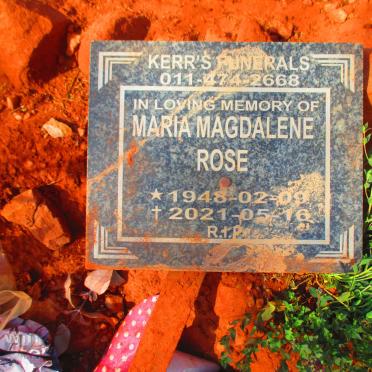 KERR'S FUNERALS
011-474-2668
IN LOVING MEMORY OF
MARIA MAGDALENE
ROSE
★ 1948-02-09
✝ 2021-05-16
R.I.P.